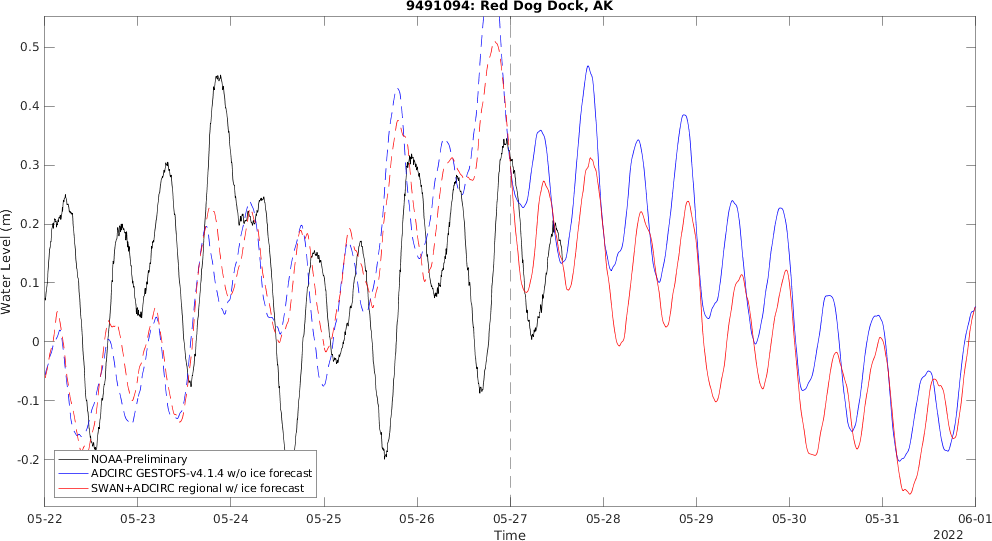 9491094: Red Dog Dock, AK
Water Level (m)
0.5
0.4
0.3
0.2
0.1
0
-0.1
-0.2
NOAA-Preliminary
ADCIRC GESTOFS-v4.1.4 w/o ice forecast
SWAN+ADCIRC regional w/ ice forecast
05-22 05-23 05-24 05-25 05-26 05-27 05-28 05-29 05-30 05-31 06-01
Time
2022